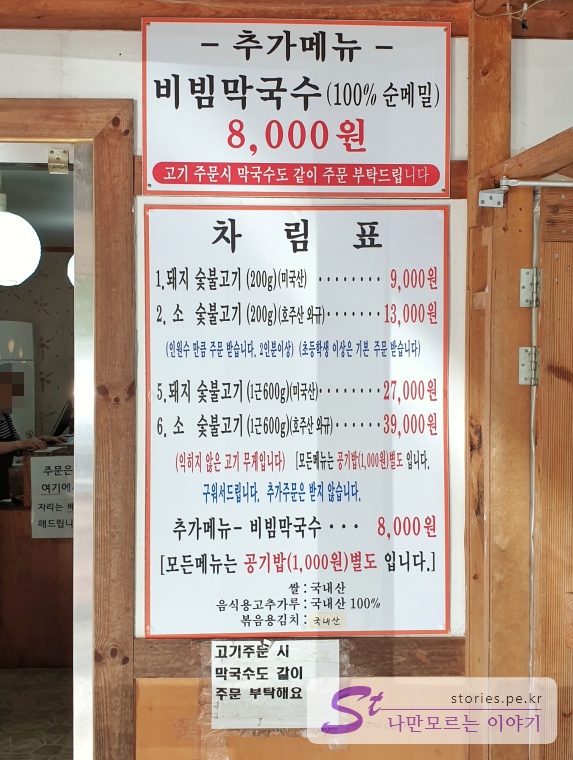 - 추가메뉴 -
비빔막국수(100% 순메밀)
8,000원
고기 주문시 막국수도 같이 주문 부탁드립니다
차 림 표
1. 돼지 숯불고기 (200g)(미국산) ········ 9,000원
2. 소 숯불고기 (200g)(호주산 와규)······· 13,000원
(인원수 만큼 주문 받습니다. 2인분이상) (초등학생 이상은 기본 주문 받습니다)
5. 돼지 숯불고기(1근600g)(미국산)······· 27,000원
6. 소 숯불고기(1근600g)(호주산 와규)······ 39,000원
(익히지 않은 고기 무게입니다) [모든메뉴는 공기밥(1,000원)별도 입니다.
구워서드립니다. 추가주문은 받지 않습니다.
추가메뉴- 비빔막국수 ··· 8,000원
[모든메뉴는 공기밥(1,000원)별도 입니다.]
쌀 : 국내산
음식용고추가루 : 국내산 100%
볶음용김치 : 국내산
주문은
여기에
자리는
해드립니
고기주문 시
막국수도 같이
주문 부탁해요
St stories.pe.kr
나만모르는 이야기